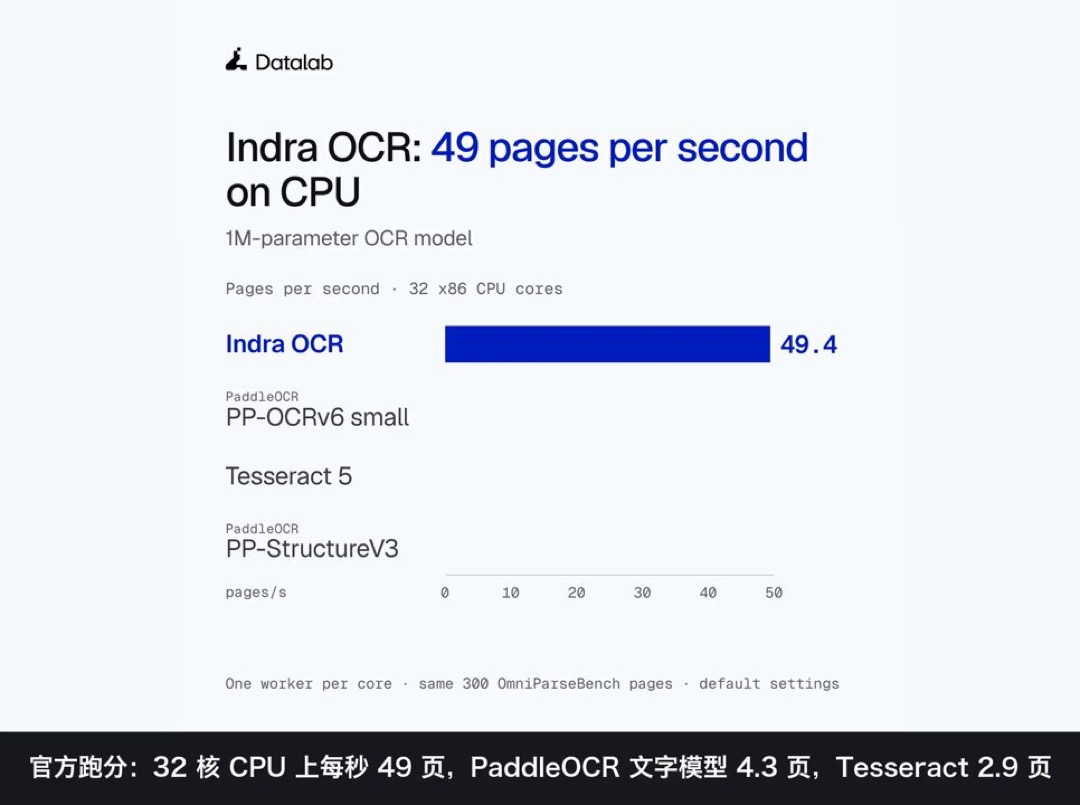 Datalab
Indra OCR: 49 pages per second
on CPU
1M-parameter OCR model
Pages per second · 32 x86 CPU cores
Indra OCR 49.4
PaddleOCR
PP-OCRv6 small
Tesseract 5
PaddleOCR
PP-StructureV3
pages/s 0 10 20 30 40 50
One worker per core · same 300 OmniParseBench pages · default settings
官方跑分：32 核 CPU 上每秒 49 页，PaddleOCR 文字模型 4.3 页，Tesseract 2.9 页